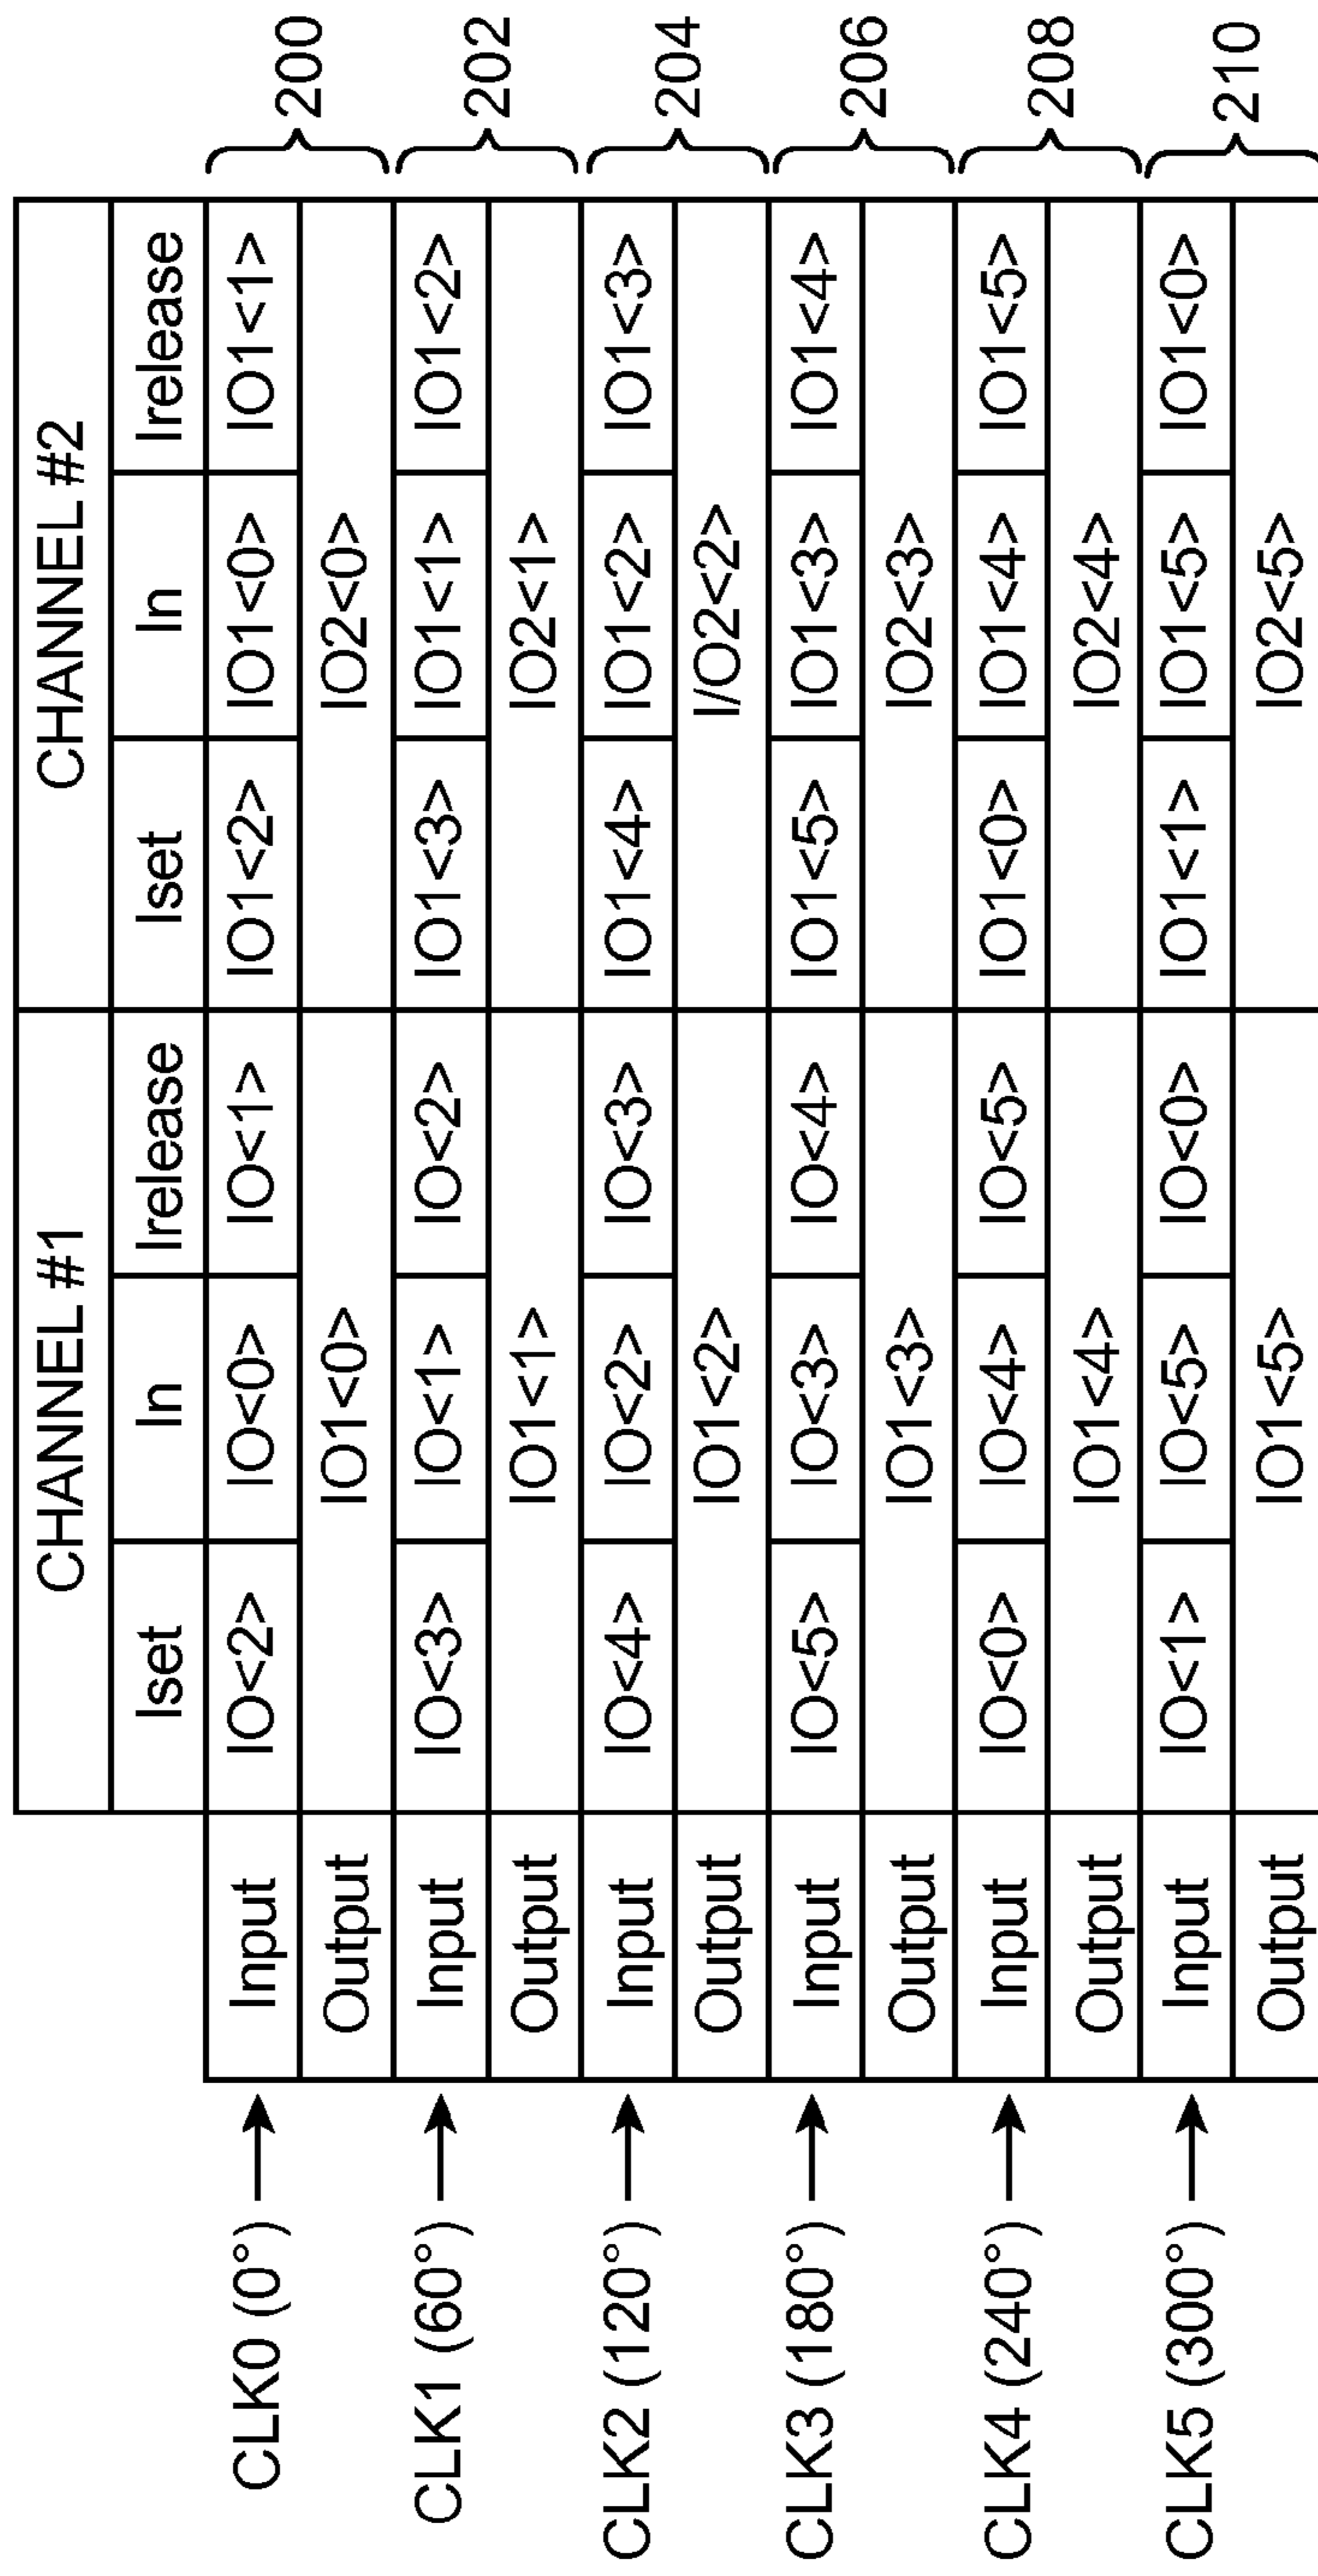 CHANNEL #1 CHANNEL #2
Iset In Irelease Iset In Irelease
CLK0 (0°) Input IO<2> IO<0> IO<1> IO1<2> IO1<0> IO1<1> 200
Output IO1<0> IO2<0>
CLK1 (60°) Input IO<3> IO<1> IO<2> IO1<3> IO1<1> IO1<2> 202
Output IO1<1> IO2<1>
CLK2 (120°) Input IO<4> IO<2> IO<3> IO1<4> IO1<2> IO1<3> 204
Output IO1<2> I/O2<2>
CLK3 (180°) Input IO<5> IO<3> IO<4> IO1<5> IO1<3> IO1<4> 206
Output IO1<3> IO2<3>
CLK4 (240°) Input IO<0> IO<4> IO<5> IO1<0> IO1<4> IO1<5> 208
Output IO1<4> IO2<4>
CLK5 (300°) Input IO<1> IO<5> IO<0> IO1<1> IO1<5> IO1<0> 210
Output IO1<5> IO2<5>